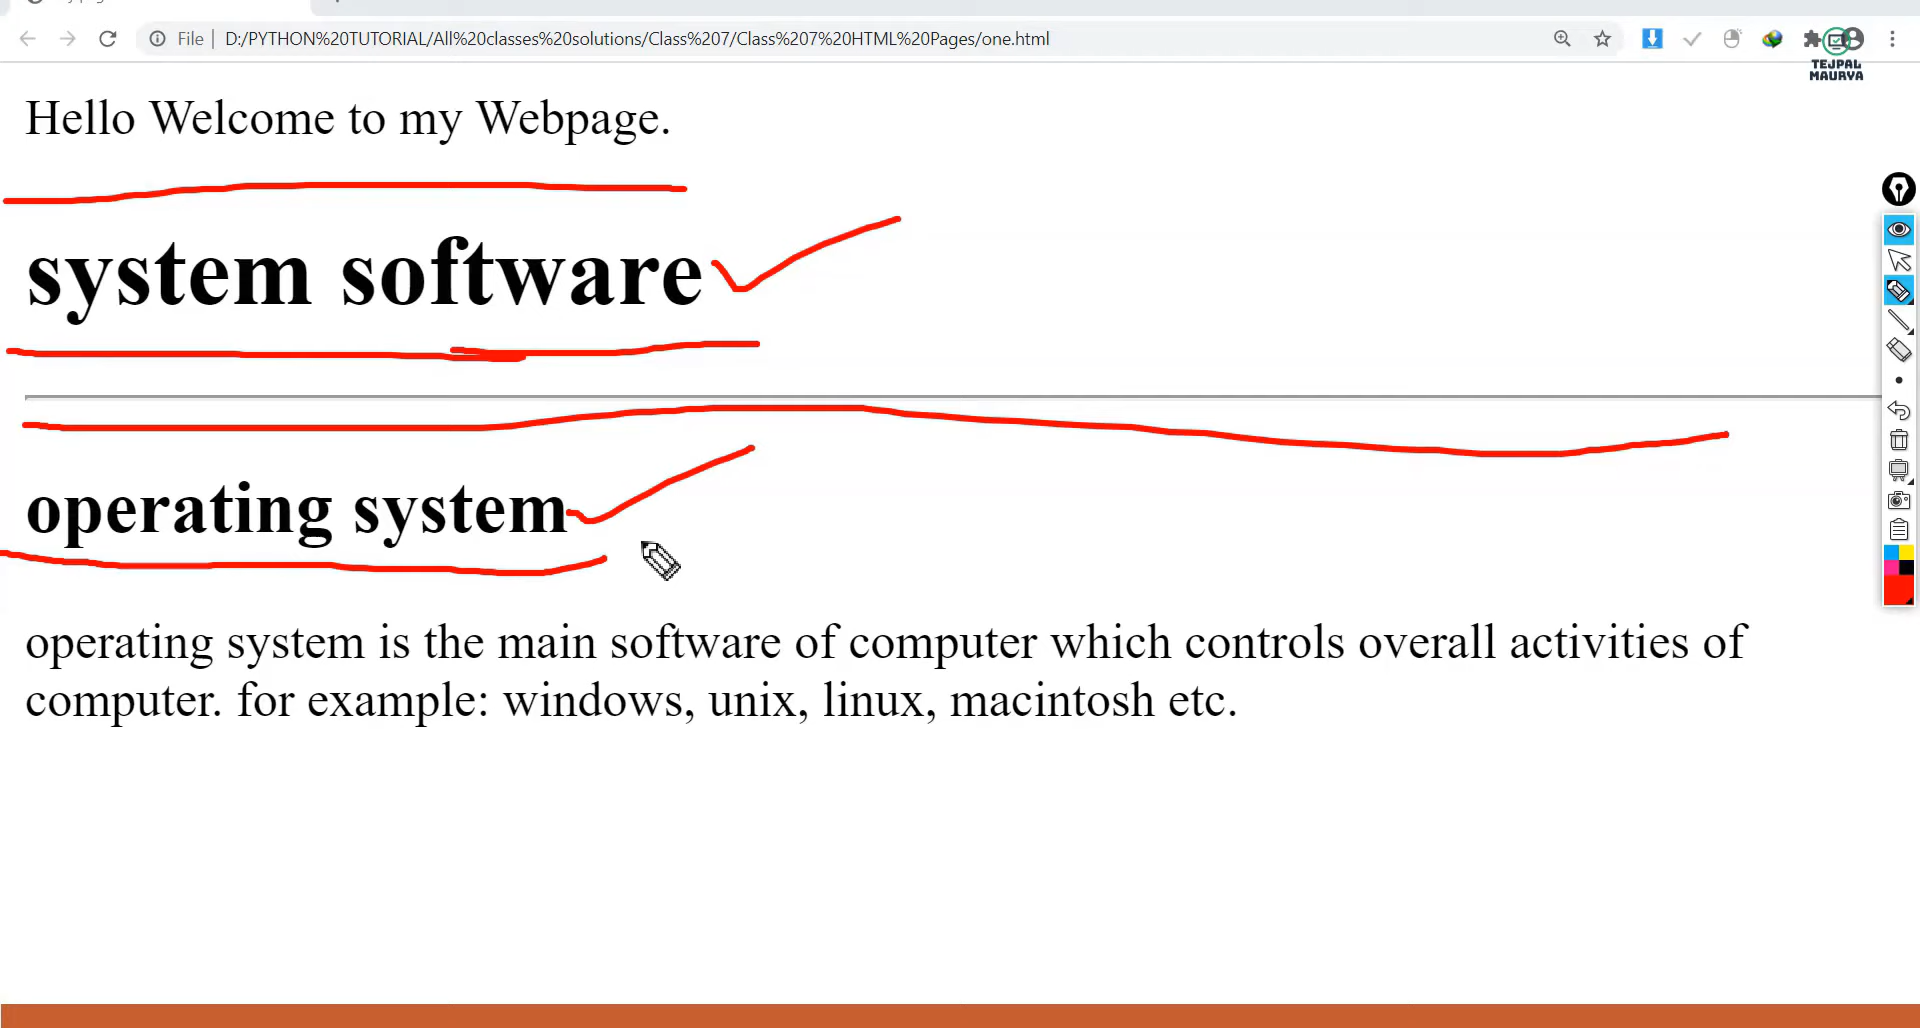 File D:/PYTHON%20TUTORIAL/All%20classes%20solutions/Class%207/Class%207%20HTML%20Pages/one.html
TEJPAL
MAURYA
Hello Welcome to my Webpage.
system software
operating system
operating system is the main software of computer which controls overall activities of
computer. for example: windows, unix, linux, macintosh etc.